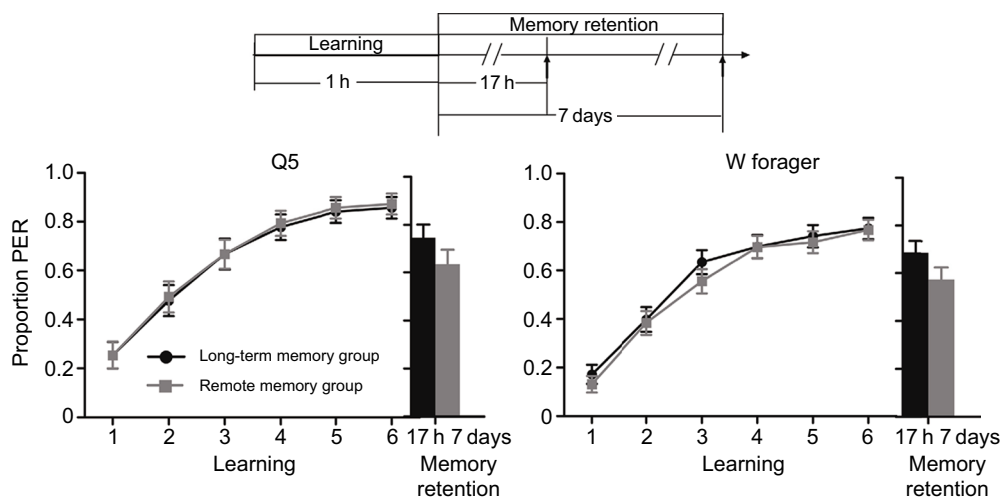 Memory retention
Learning
1 h
17 h
7 days
Q5
W forager
Proportion PER
1.0
0.8
0.6
0.4
0.2
0
Long-term memory group
Remote memory group
1 2 3 4 5 6 17 h 7 days
Learning
Memory
retention
1.0
0.8
0.6
0.4
0.2
0
1 2 3 4 5 6 17 h 7 days
Learning
Memory
retention